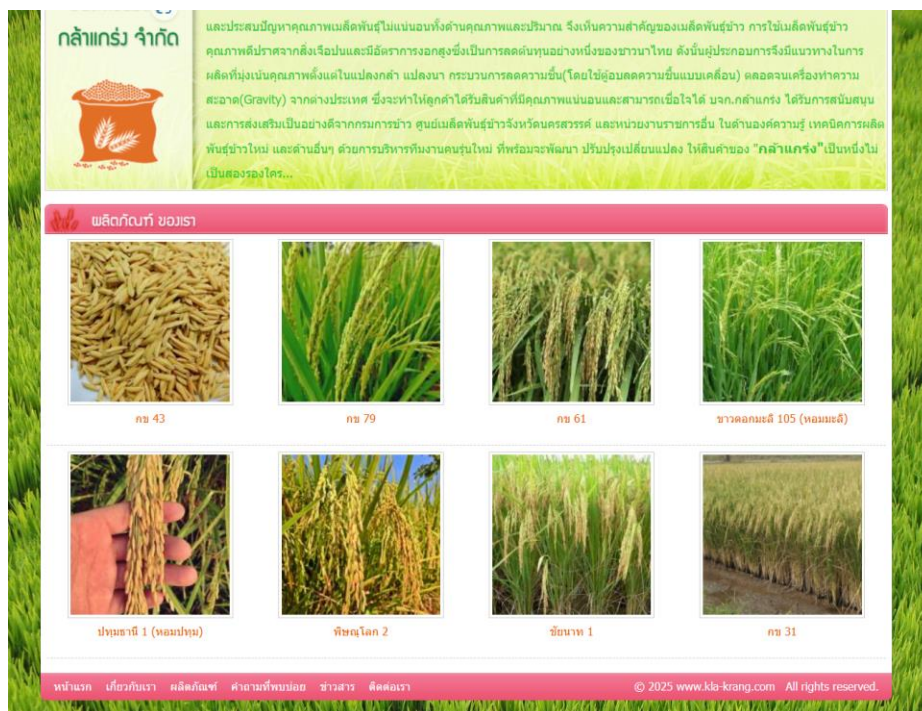 กล้าแกร่ง จำกัด
และประสบปัญหาคุณภาพเมล็ดพันธุ์ไม่แน่นอนทั้งด้านคุณภาพและปริมาณ จึงเห็นความสำคัญของเมล็ดพันธุ์ข้าว การใช้เมล็ดพันธุ์ข้าว
คุณภาพดีปราศจากสิ่งเจือปนและมีอัตราการงอกสูงซึ่งเป็นการลดต้นทุนอย่างหนึ่งของชาวนาไทย ดังนั้นผู้ประกอบการจึงมีแนวทางในการ
ผลิตที่มุ่งเน้นคุณภาพตั้งแต่ในแปลงกล้า แปลงนา กระบวนการลดความชื้น(โดยใช้ตู้อบลดความชื้นแบบเคลื่อน) ตลอดจนเครื่องทำความ
สะอาด(Gravity) จากต่างประเทศ ซึ่งจะทำให้ลูกค้าได้รับสินค้าที่มีคุณภาพแน่นอนและสามารถเชื่อใจได้ บจก.กล้าแกร่ง ได้รับการสนับสนุน
และการส่งเสริมเป็นอย่างดีจากกรมการข้าว ศูนย์เมล็ดพันธุ์ข้าวจังหวัดนครสวรรค์ และหน่วยงานราชการอื่น ในด้านองค์ความรู้ เทคนิคการผลิต
พันธุ์ข้าวใหม่ และด้านอื่นๆ ด้วยการบริหารทีมงานคนรุ่นใหม่ ที่พร้อมจะพัฒนา ปรับปรุงเปลี่ยนแปลง ให้สินค้าของ "กล้าแกร่ง"เป็นหนึ่งไม่
เป็นสองรองใคร...
ผลิตภัณฑ์ ของเรา
กข 43
กข 79
กข 61
ขาวดอกมะลิ 105 (หอมมะลิ)
ปทุมธานี 1 (หอมปทุม)
พิษณุโลก 2
ชัยนาท 1
กข 31
หน้าแรก เกี่ยวกับเรา ผลิตภัณฑ์ คำถามที่พบบ่อย ข่าวสาร ติดต่อเรา
© 2025 www.kla-krang.com All rights reserved.